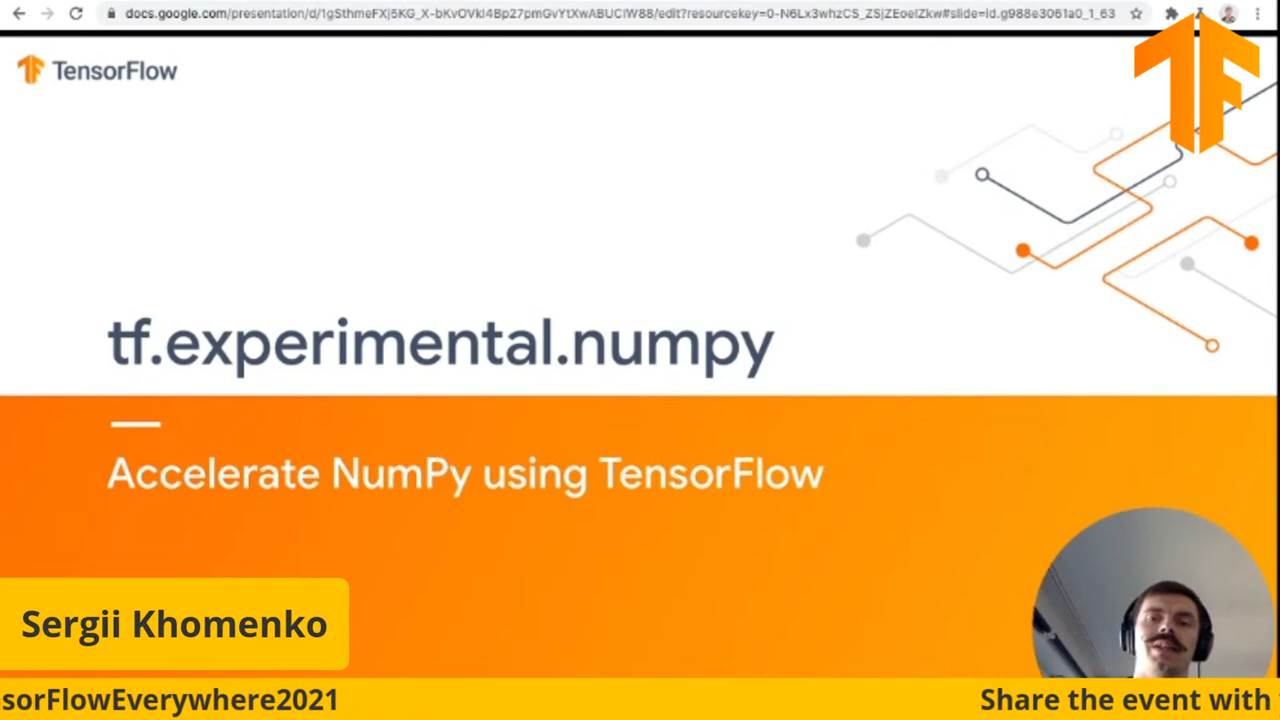 TensorFlow
tf.experimental.numpy
Accelerate NumPy using TensorFlow
Sergii Khomenko
sorFlowEverywhere2021
Share the event with